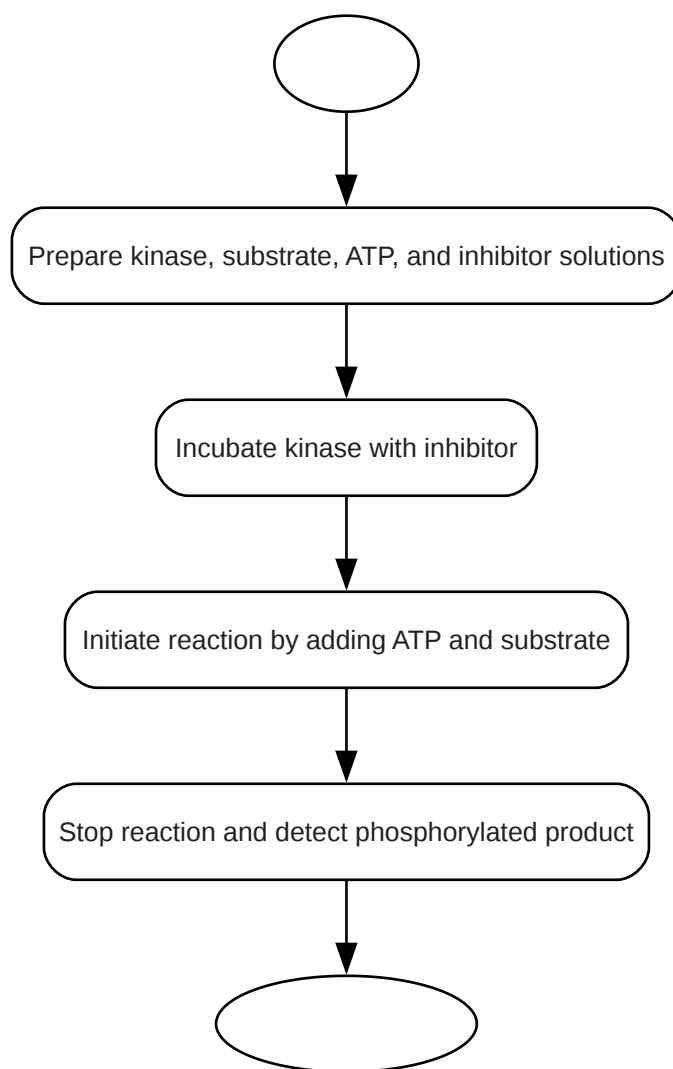 Prepare kinase, substrate, ATP, and inhibitor solutions
Incubate kinase with inhibitor
Initiate reaction by adding ATP and substrate
Stop reaction and detect phosphorylated product